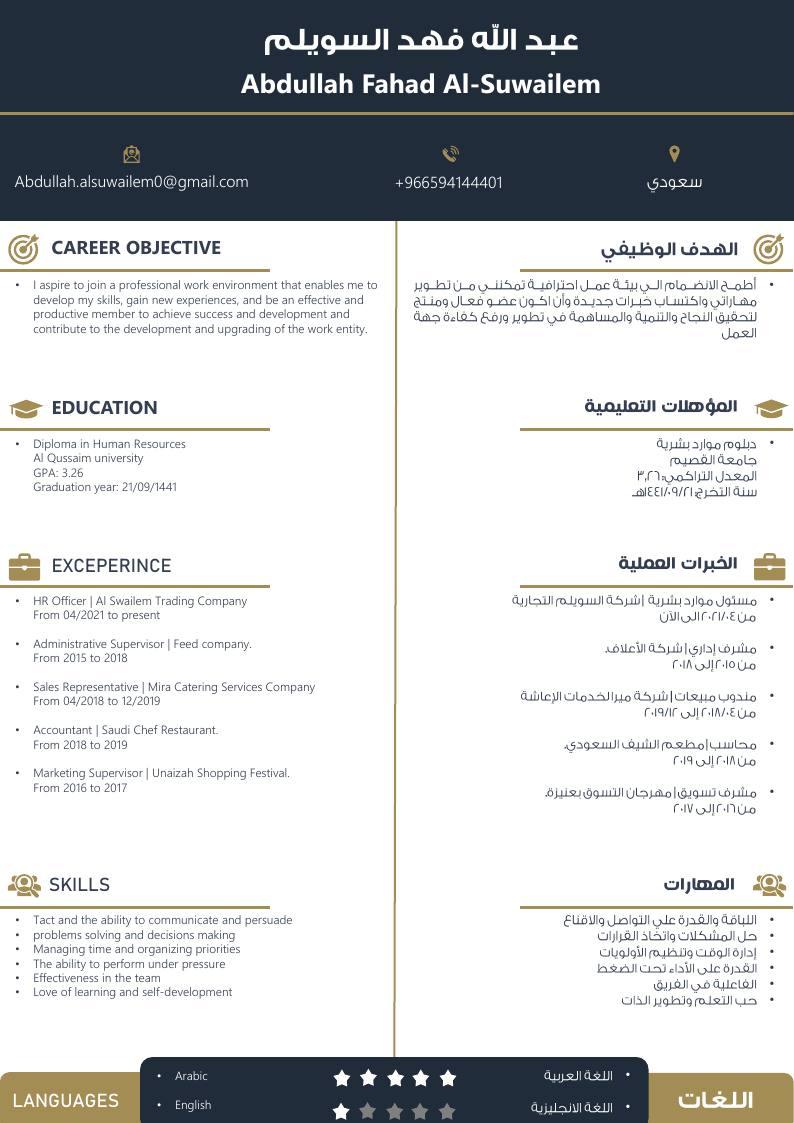 عبد الله فهد السويلم
Abdullah Fahad Al-Suwailem
Abdullah.alsuwailem0@gmail.com
+966594144401
سعودي
CAREER OBJECTIVE
• I aspire to join a professional work environment that enables me to
develop my skills, gain new experiences, and be an effective and
productive member to achieve success and development and
contribute to the development and upgrading of the work entity.
EDUCATION
• Diploma in Human Resources
Al Qussaim university
GPA: 3.26
Graduation year: 21/09/1441
EXCEPERINCE
• HR Officer | Al Swailem Trading Company
From 04/2021 to present
• Administrative Supervisor | Feed company.
From 2015 to 2018
• Sales Representative | Mira Catering Services Company
From 04/2018 to 12/2019
• Accountant | Saudi Chef Restaurant.
From 2018 to 2019
• Marketing Supervisor | Unaizah Shopping Festival.
From 2016 to 2017
SKILLS
• Tact and the ability to communicate and persuade
• problems solving and decisions making
• Managing time and organizing priorities
• The ability to perform under pressure
• Effectiveness in the team
• Love of learning and self-development
الهدف الوظيفي
• أطمح الانضمام الي بيئة عمل احترافية تمكنني من تطوير
مهاراتي واكتساب خبرات جديدة وأن اكون عضو فعال ومنتج
لتحقيق النجاح والتنمية والمساهمة في تطوير ورفع كفاءة جهة
العمل
المؤهلات التعليمية
• دبلوم موارد بشرية
جامعة القصيم
المعدل التراكمي: ٣,٢٦
سنة التخرج: ١٤٤١/٠٩/٢١هـ
الخبرات العملية
• مسئول موارد بشرية | شركة السويلم التجارية
من ٢٠٢١/٠٤ الى الآن
• مشرف إداري | شركة الأعلاف.
من ٢٠١٥ إلى ٢٠١٨
• مندوب مبيعات | شركة ميرا لخدمات الإعاشة
من ٢٠١٨/٠٤ إلى ٢٠١٩/١٢
• محاسب | مطعم الشيف السعودي.
من ٢٠١٨ إلى ٢٠١٩
• مشرف تسويق | مهرجان التسوق بعنيزة.
من ٢٠١٦ إلى ٢٠١٧
المهارات
• اللباقة والقدرة علي التواصل والاقناع
• حل المشكلات واتخاذ القرارات
• إدارة الوقت وتنظيم الأولويات
• القدرة على الأداء تحت الضغط
• الفاعلية في الفريق
• حب التعلم وتطوير الذات
LANGUAGES
• Arabic
• English
• اللغة العربية
• اللغة الانجليزية
اللغات